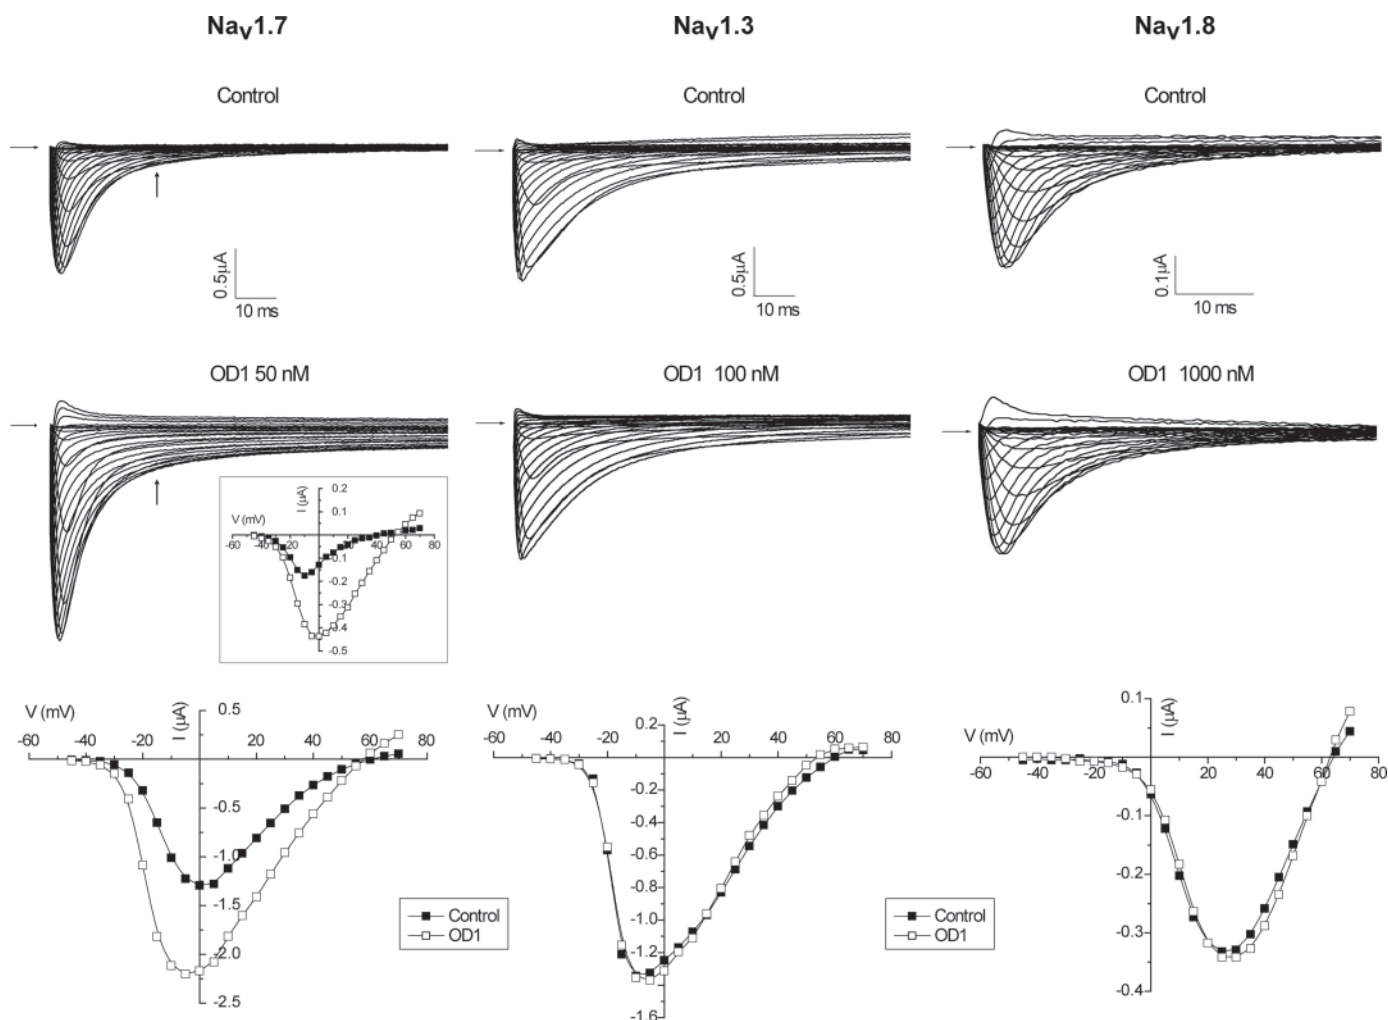 Nav1.7 Nav1.3 Nav1.8
Control Control Control
0.5µA 0.5µA 0.1µA
10 ms 10 ms 10 ms
OD1 50 nM OD1 100 nM OD1 1000 nM
I (µA)
V (mV)
0.2
0.1
-60 -40 -20 20 40 60 80
-0.1
-0.2
-0.3
-0.4
-0.5
V (mV) I (µA)
0.5
-60 -40 -20 0 20 40 60 80
-0.5
-1.0
-1.5
-2.0
-2.5
V (mV) I (µA)
0.2
-60 -40 -20 0 20 40 60 80
-0.2
-0.4
-0.6
-0.8
-1.0
-1.2
-1.4
-1.6
V (mV) I (µA)
0.1
-60 -40 -20 0 20 40 60 80
-0.1
-0.2
-0.3
-0.4
Control
OD1
Control
OD1